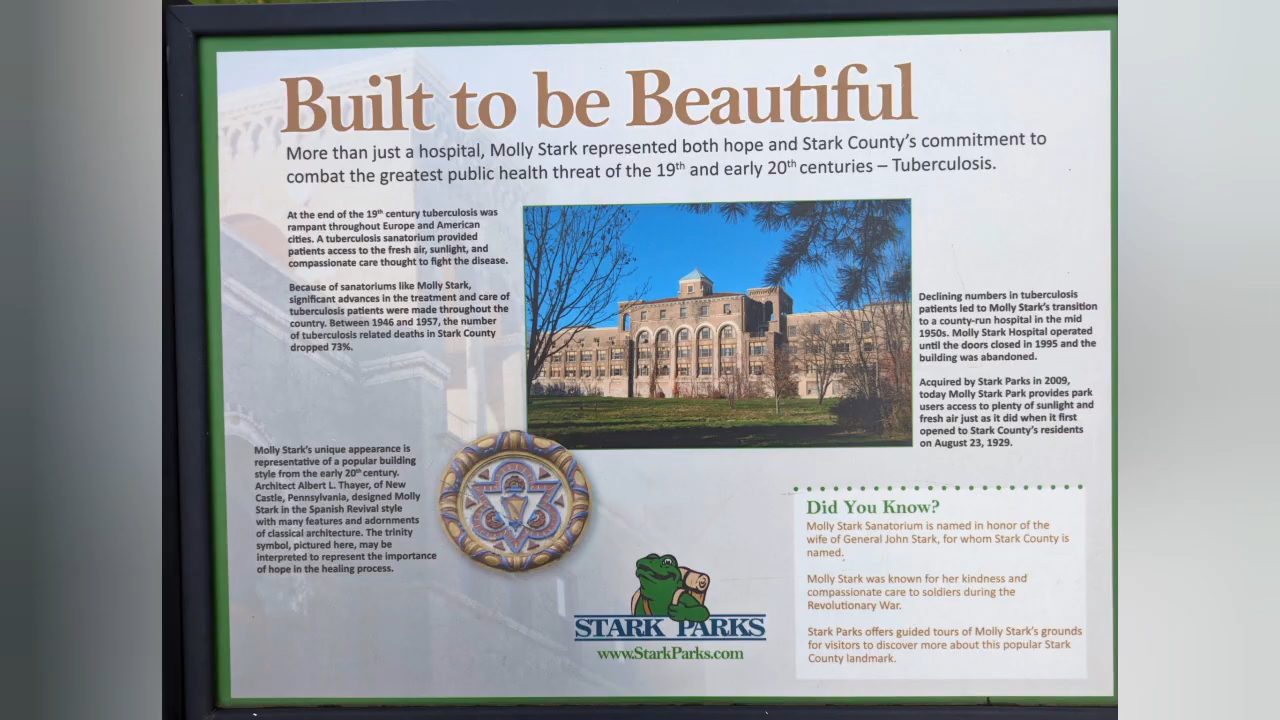 Built to be Beautiful
More than just a hospital, Molly Stark represented both hope and Stark County's commitment to
combat the greatest public health threat of the 19th and early 20th centuries – Tuberculosis.
At the end of the 19th century tuberculosis was
rampant throughout Europe and American
cities. A tuberculosis sanatorium provided
patients access to the fresh air, sunlight, and
compassionate care thought to fight the disease.
Because of sanatoriums like Molly Stark,
significant advances in the treatment and care of
tuberculosis patients were made throughout the
country. Between 1946 and 1957, the number
of tuberculosis related deaths in Stark County
dropped 73%.
Declining numbers in tuberculosis
patients led to Molly Stark's transition
to a county-run hospital in the mid
1950s. Molly Stark Hospital operated
until the doors closed in 1995 and the
building was abandoned.
Acquired by Stark Parks in 2009,
today Molly Stark Park provides park
users access to plenty of sunlight and
fresh air just as it did when it first
opened to Stark County's residents
on August 23, 1929.
Molly Stark's unique appearance is
representative of a popular building
style from the early 20th century.
Architect Albert L. Thayer, of New
Castle, Pennsylvania, designed Molly
Stark in the Spanish Revival style
with many features and adornments
of classical architecture. The trinity
symbol, pictured here, may be
interpreted to represent the importance
of hope in the healing process.
STARK PARKS
www.StarkParks.com
Did You Know?
Molly Stark Sanatorium is named in honor of the
wife of General John Stark, for whom Stark County is
named.
Molly Stark was known for her kindness and
compassionate care to soldiers during the
Revolutionary War.
Stark Parks offers guided tours of Molly Stark's grounds
for visitors to discover more about this popular Stark
County landmark.